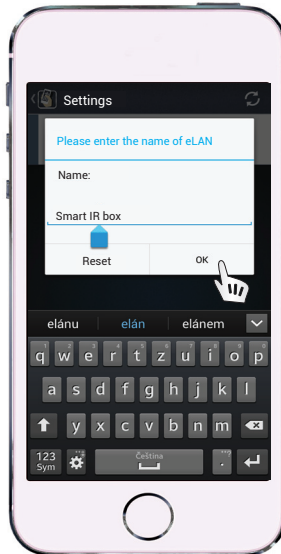 Settings
Please enter the name of eLAN
Name:
Smart IR box
Reset OK
elánu elán elánem
q w e r t z u i o p
a s d f g h j k l
y x c v b n m
123 Čeština .
Sym